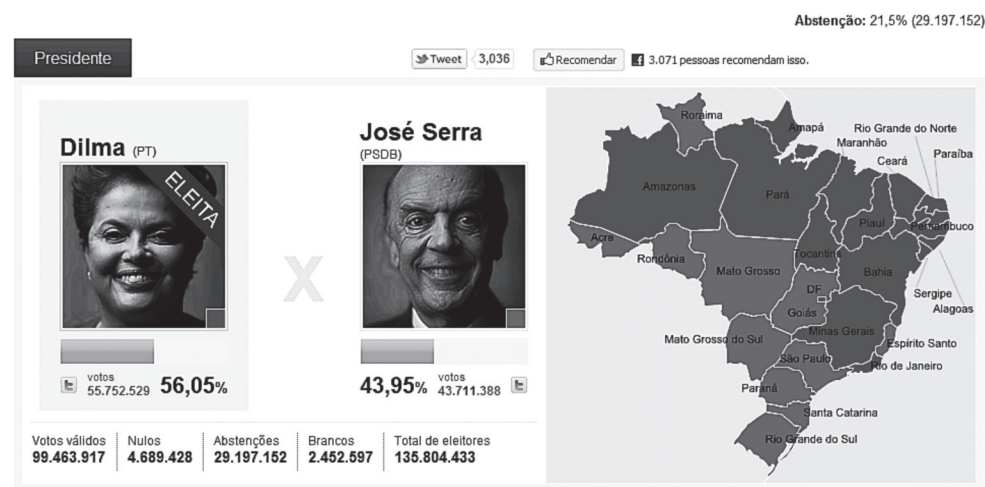 Abstenção: 21,5% (29.197.152)
Presidente
Tweet 3,036 Recomendar 3.071 pessoas recomendam isso.
Dilma (PT)
ELEITA
votos
55.752.529 56,05%
X
José Serra
(PSDB)
43,95% votos
43.711.388
Votos válidos Nulos Abstenções Brancos Total de eleitores
99.463.917 4.689.428 29.197.152 2.452.597 135.804.433
Roraima
Amapá
Rio Grande do Norte
Maranhão
Ceará
Paraíba
Amazonas
Pará
Piauí
Pernambuco
Acre
Rondônia
Tocantins
Mato Grosso
Bahia
DF
Sergipe
Goiás
Alagoas
Minas Gerais
Mato Grosso do Sul
Espírito Santo
São Paulo
Rio de Janeiro
Paraná
Santa Catarina
Rio Grande do Sul